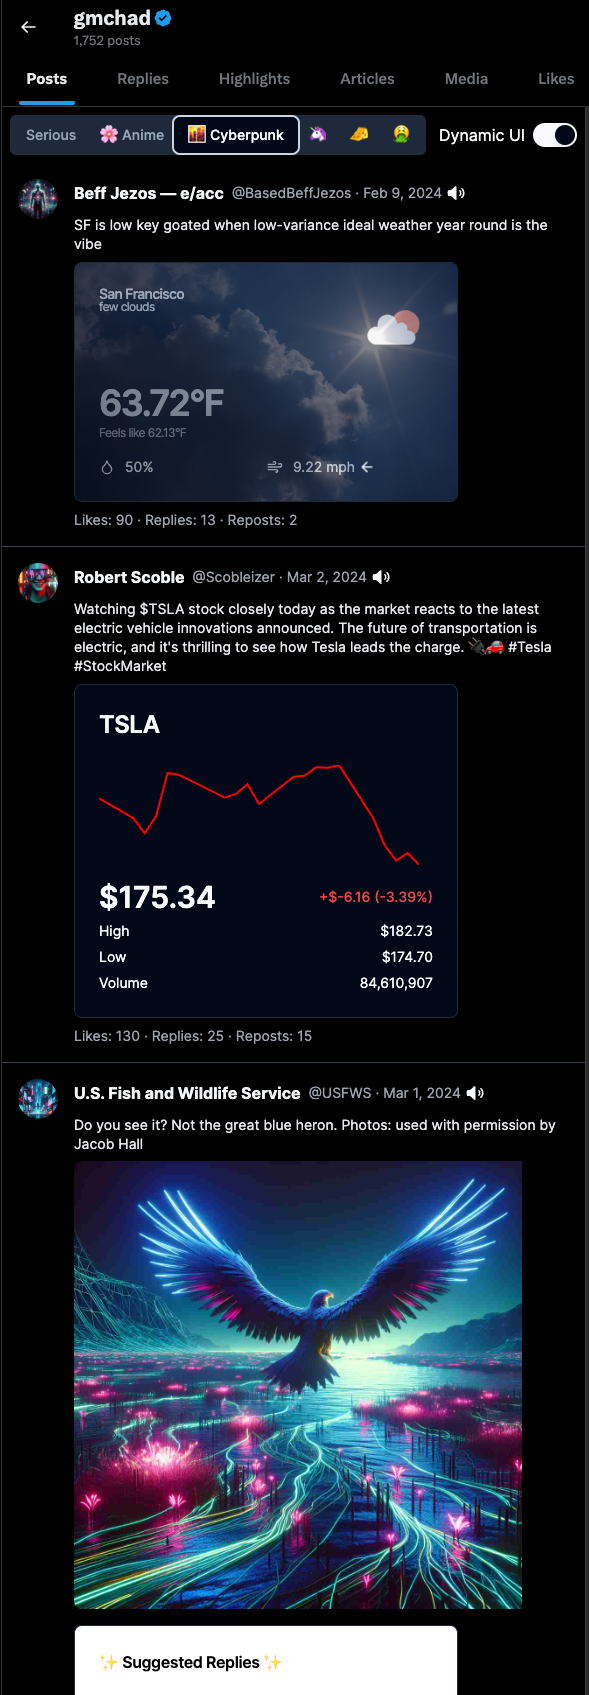 gmchad
1,752 posts
Posts Replies Highlights Articles Media Likes
Serious 🌸 Anime 🌆 Cyberpunk 🦄 🧀 🤮 Dynamic UI
Beff Jezos — e/acc @BasedBeffJezos · Feb 9, 2024
SF is low key goated when low-variance ideal weather year round is the
vibe
San Francisco
few clouds
63.72°F
Feels like 62.13°F
50% 9.22 mph ←
Likes: 90 · Replies: 13 · Reposts: 2
Robert Scoble @Scobleizer · Mar 2, 2024
Watching $TSLA stock closely today as the market reacts to the latest
electric vehicle innovations announced. The future of transportation is
electric, and it's thrilling to see how Tesla leads the charge. 🔌🚗 #Tesla
#StockMarket
TSLA
$175.34 +$-6.16 (-3.39%)
High $182.73
Low $174.70
Volume 84,610,907
Likes: 130 · Replies: 25 · Reposts: 15
U.S. Fish and Wildlife Service @USFWS · Mar 1, 2024
Do you see it? Not the great blue heron. Photos: used with permission by
Jacob Hall
✨ Suggested Replies ✨